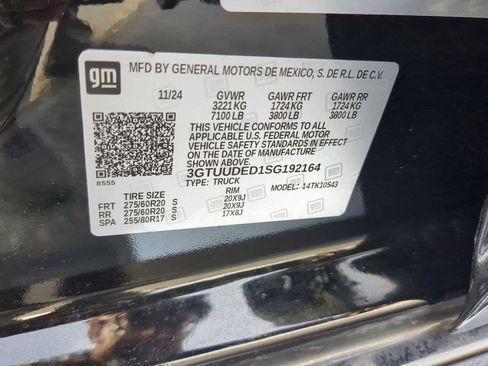 gm
MFD BY GENERAL MOTORS DE MEXICO, S. DE R.L. DE C.V.
11/24 GVWR GAWR FRT GAWR RR
3221 KG 1724 KG 1724 KG
7100 LB 3800 LB 3800 LB
THIS VEHICLE CONFORMS TO ALL
APPLICABLE U.S. FEDERAL MOTOR
VEHICLE SAFETY STANDARDS IN EFFECT ON THE
DATE OF MANUFACTURE SHOWN ABOVE.
3GTUUDED1SG192164
TYPE: TRUCK MODEL: 14TK10543
8555
TIRE SIZE RIM
FRT 275/60R20 S 20X9J
RR 275/60R20 S 20X9J
SPA 255/80R17 S 17X8J